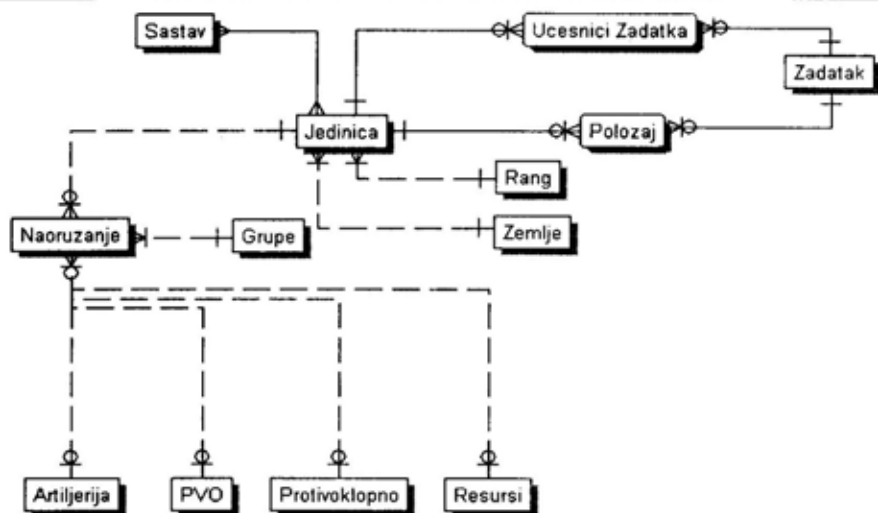 Sastav
Ucesnici Zadatka
Zadatak
Jedinica
Polozaj
Rang
Naoruzanje
Grupe
Zemlje
Artiljerija
PVO
Protivoklopno
Resursi